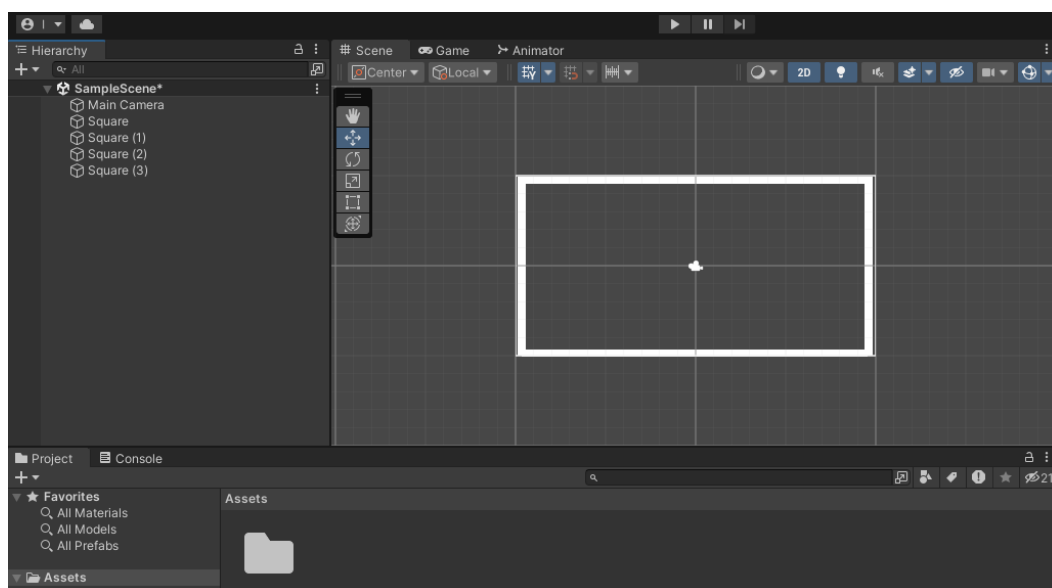 Hierarchy
All
SampleScene*
Main Camera
Square
Square (1)
Square (2)
Square (3)
Scene Game Animator
Center Local 2D
Project Console
21
Favorites
All Materials
All Models
All Prefabs
Assets
Assets